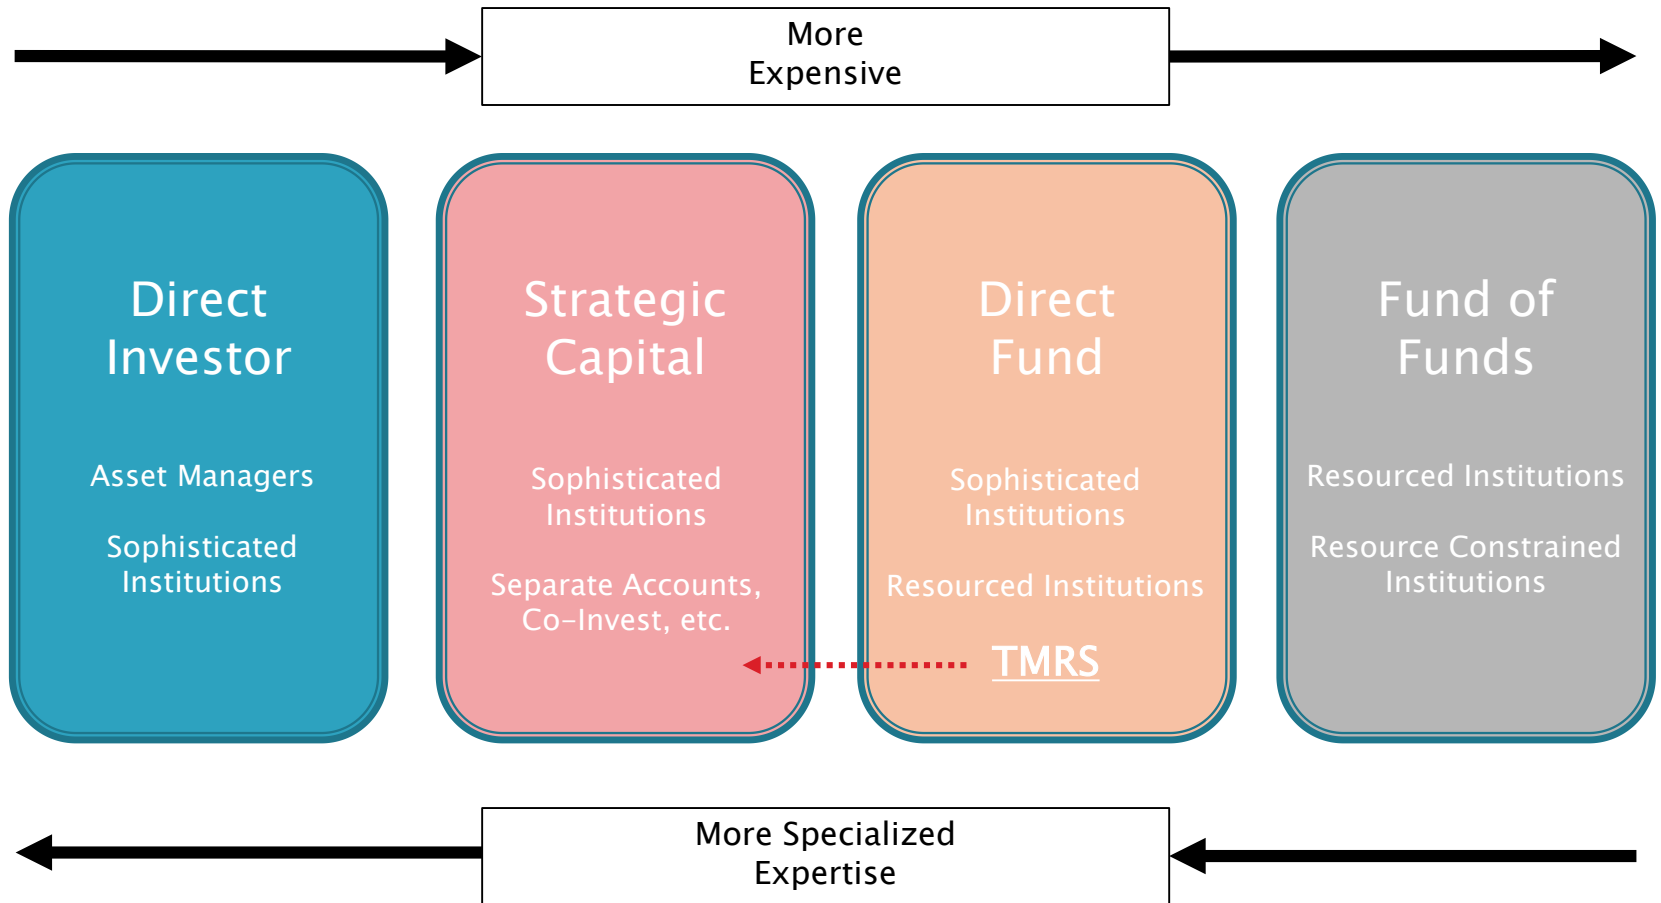 More
Expensive
Direct
Investor
Asset Managers
Sophisticated
Institutions
Strategic
Capital
Sophisticated
Institutions
Separate Accounts,
Co-Invest, etc.
Direct
Fund
Sophisticated
Institutions
Resourced Institutions
TMRS
Fund of
Funds
Resourced Institutions
Resource Constrained
Institutions
More Specialized
Expertise